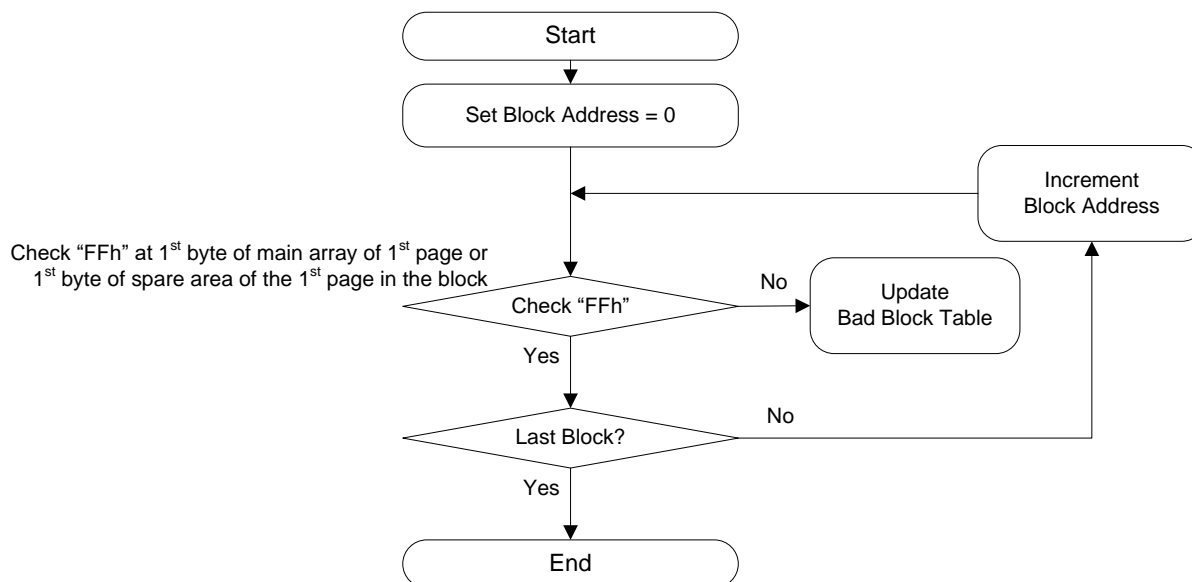 Start
Set Block Address = 0
Increment
Block Address
Check “FFh” at 1st byte of main array of 1st page or
1st byte of spare area of the 1st page in the block
No
Update
Bad Block Table
Check “FFh”
Yes
No
Last Block?
Yes
End